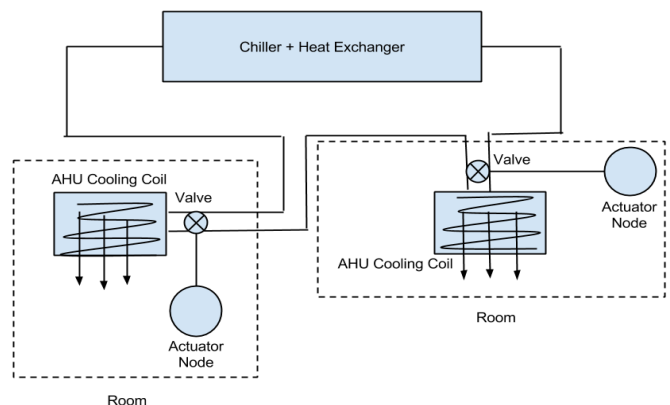 Chiller + Heat Exchanger
AHU Cooling Coil
Valve
Actuator
Node
Room
Valve
Actuator
Node
AHU Cooling Coil
Room